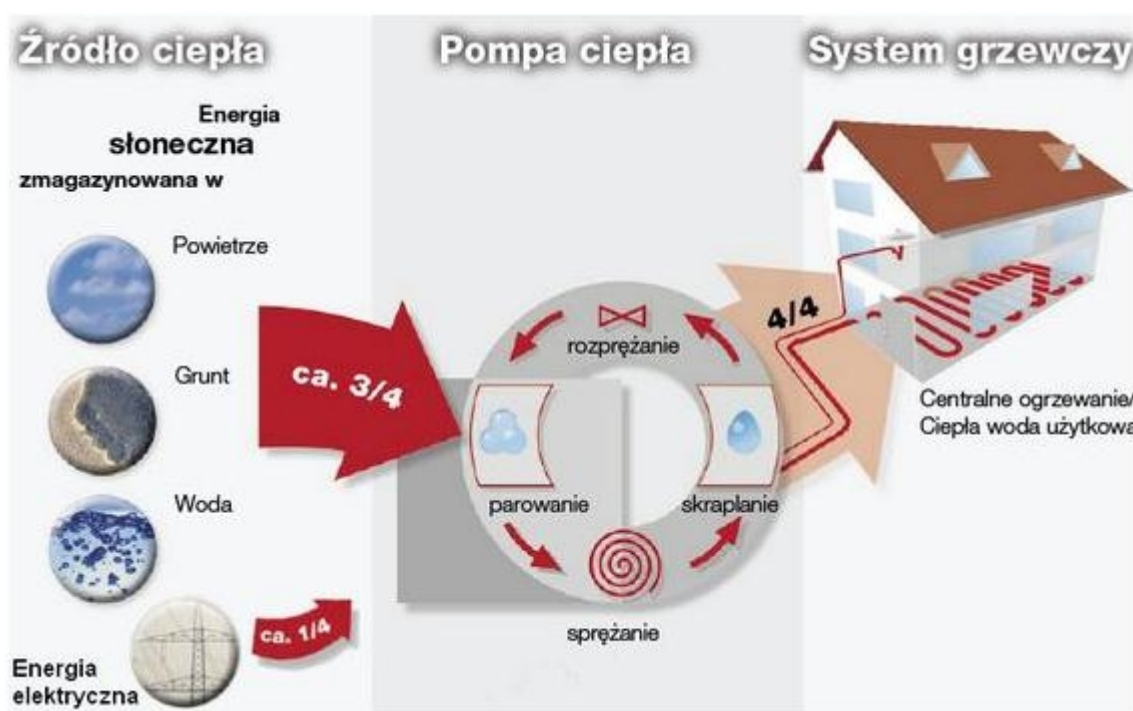 Źródło ciepła
Pompa ciepła
System grzewczy
Energia
słoneczna
zmagazynowana w
Powietrze
Grunt
Woda
Energia
elektryczna
ca. 3/4
ca. 1/4
rozprężanie
parowanie
skraplanie
sprężanie
4/4
Centralne ogrzewanie/
Ciepła woda użytkowa